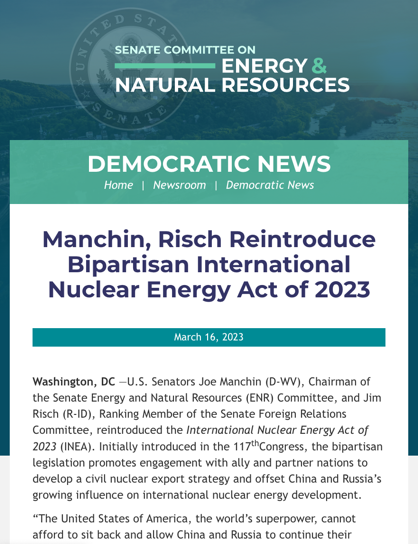 UNITED STATES
SENATE
SENATE COMMITTEE ON
ENERGY &
NATURAL RESOURCES
DEMOCRATIC NEWS
Home | Newsroom | Democratic News
Manchin, Risch Reintroduce
Bipartisan International
Nuclear Energy Act of 2023
March 16, 2023
Washington, DC —U.S. Senators Joe Manchin (D-WV), Chairman of
the Senate Energy and Natural Resources (ENR) Committee, and Jim
Risch (R-ID), Ranking Member of the Senate Foreign Relations
Committee, reintroduced the International Nuclear Energy Act of
2023 (INEA). Initially introduced in the 117thCongress, the bipartisan
legislation promotes engagement with ally and partner nations to
develop a civil nuclear export strategy and offset China and Russia’s
growing influence on international nuclear energy development.
“The United States of America, the world’s superpower, cannot
afford to sit back and allow China and Russia to continue their